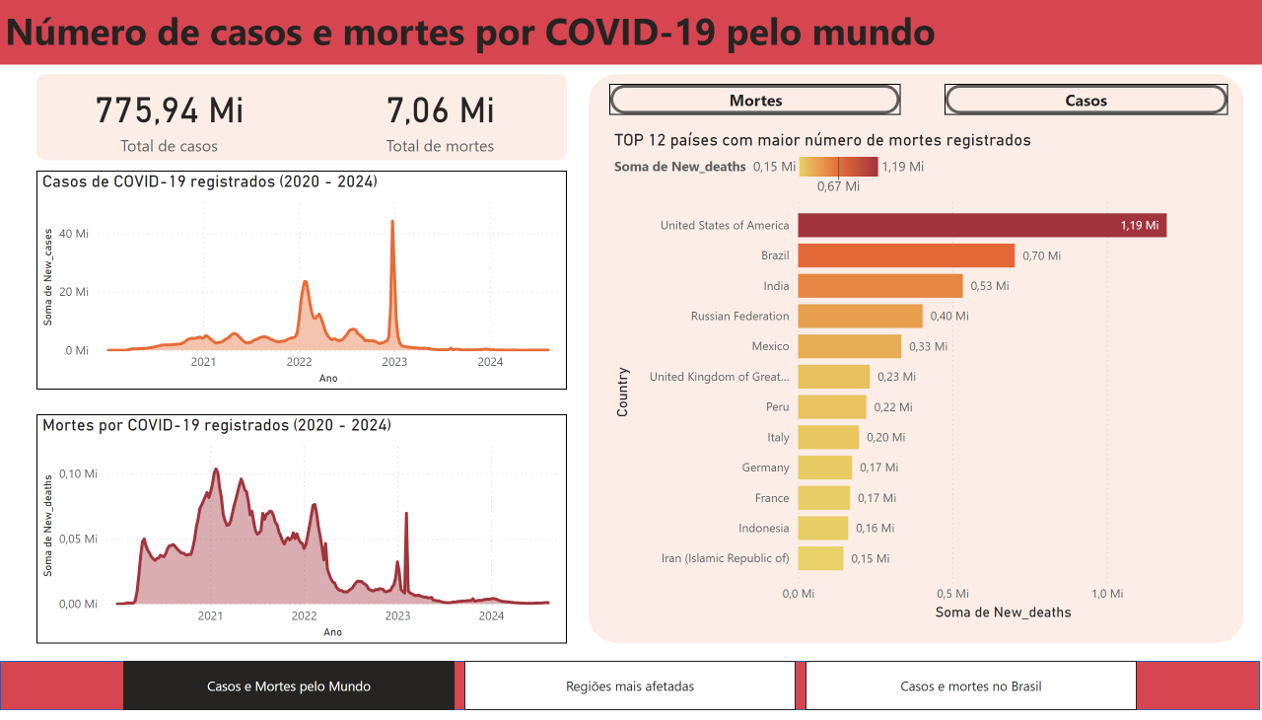 Número de casos e mortes por COVID-19 pelo mundo
775,94 Mi
Total de casos
7,06 Mi
Total de mortes
Casos de COVID-19 registrados (2020 - 2024)
Soma de New_cases
40 Mi
20 Mi
0 Mi
2021 2022 2023 2024
Ano
Mortes por COVID-19 registrados (2020 - 2024)
Soma de New_deaths
0,10 Mi
0,05 Mi
0,00 Mi
2021 2022 2023 2024
Ano
Mortes
Casos
TOP 12 países com maior número de mortes registrados
Soma de New_deaths 0,15 Mi 1,19 Mi
0,67 Mi
Country
United States of America 1,19 Mi
Brazil 0,70 Mi
India 0,53 Mi
Russian Federation 0,40 Mi
Mexico 0,33 Mi
United Kingdom of Great... 0,23 Mi
Peru 0,22 Mi
Italy 0,20 Mi
Germany 0,17 Mi
France 0,17 Mi
Indonesia 0,16 Mi
Iran (Islamic Republic of) 0,15 Mi
0,0 Mi 0,5 Mi 1,0 Mi
Soma de New_deaths
Casos e Mortes pelo Mundo
Regiões mais afetadas
Casos e mortes no Brasil